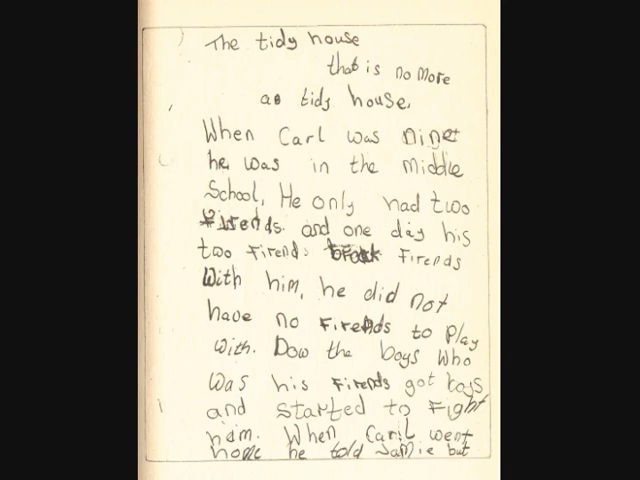 The tidy house
that is no more
as tidy house.
When Carl was ninet
he was in the middle
School, He only had two
firends. and one day his
two Firends brock Firends
With him, he did not
have no Firends to play
with. Dow the boys who
was his Firends got
and started to Fight
him. When Carl went
home he told Jamie but